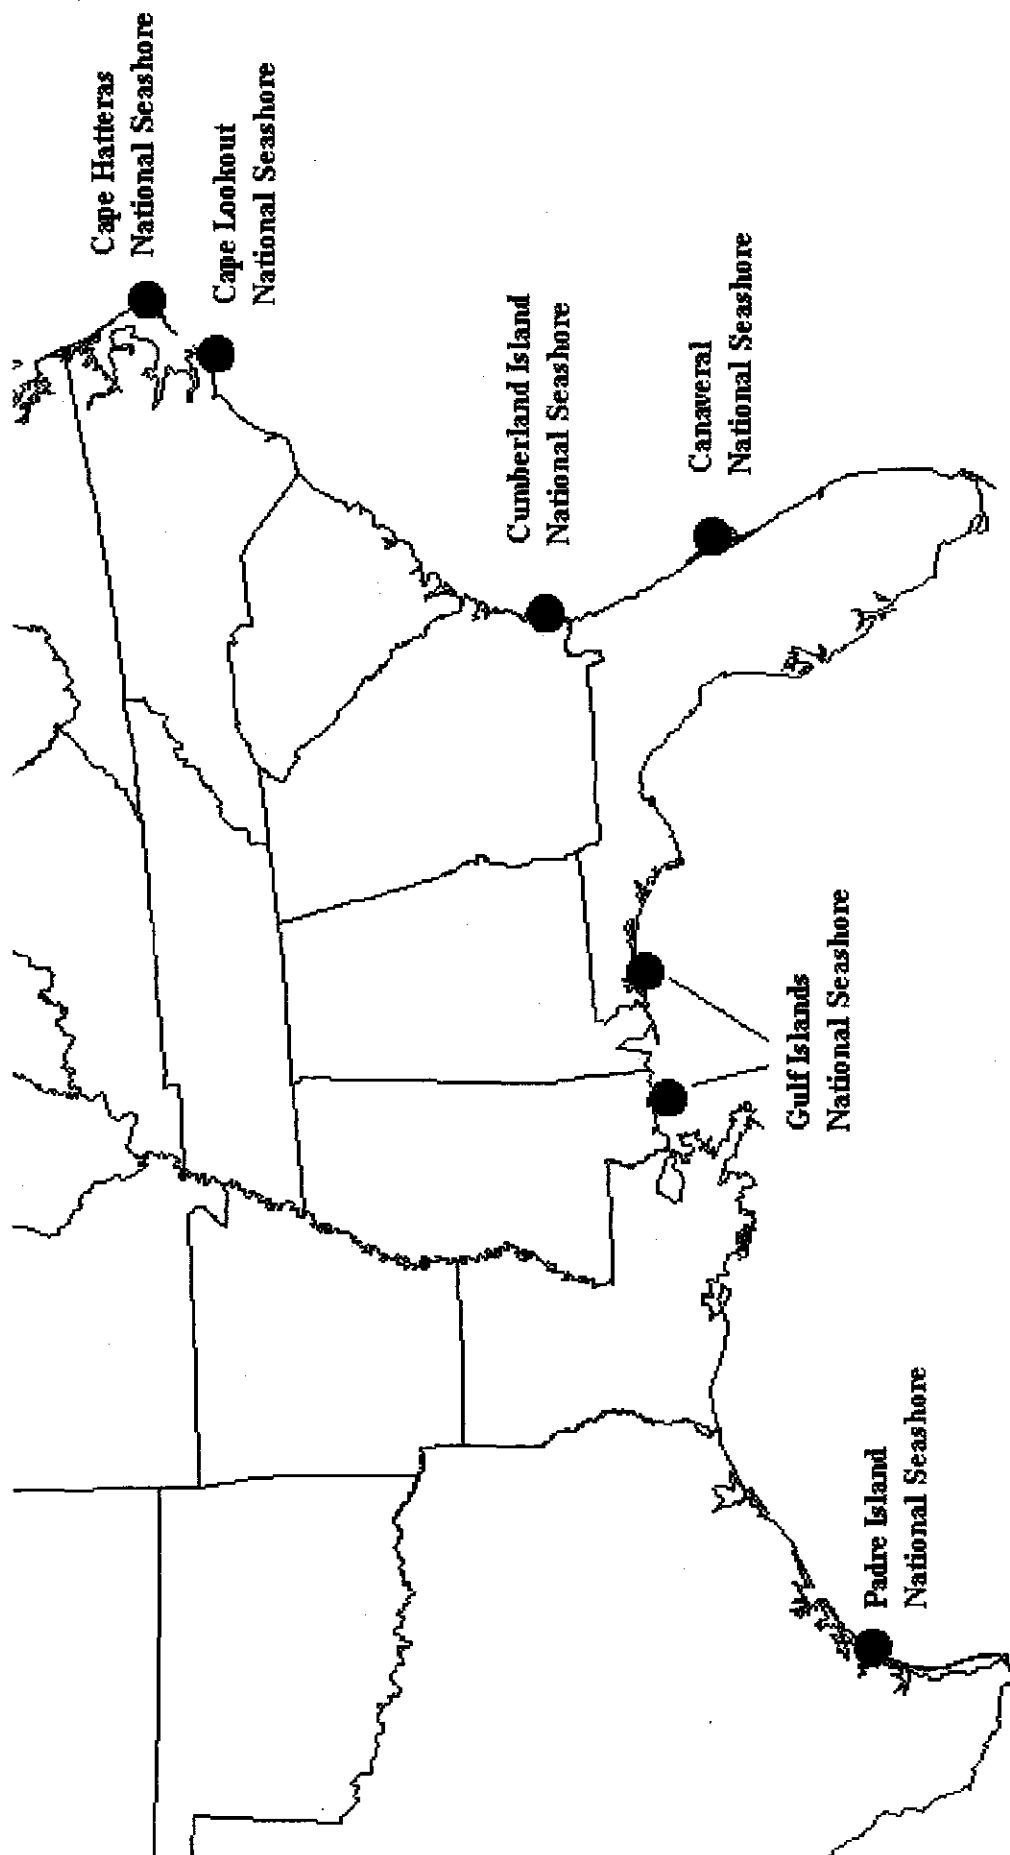 Cape Hatteras
National Seashore
Cape Lookout
National Seashore
Cumberland Island
National Seashore
Canaveral
National Seashore
Gulf Islands
National Seashore
Padre Island
National Seashore